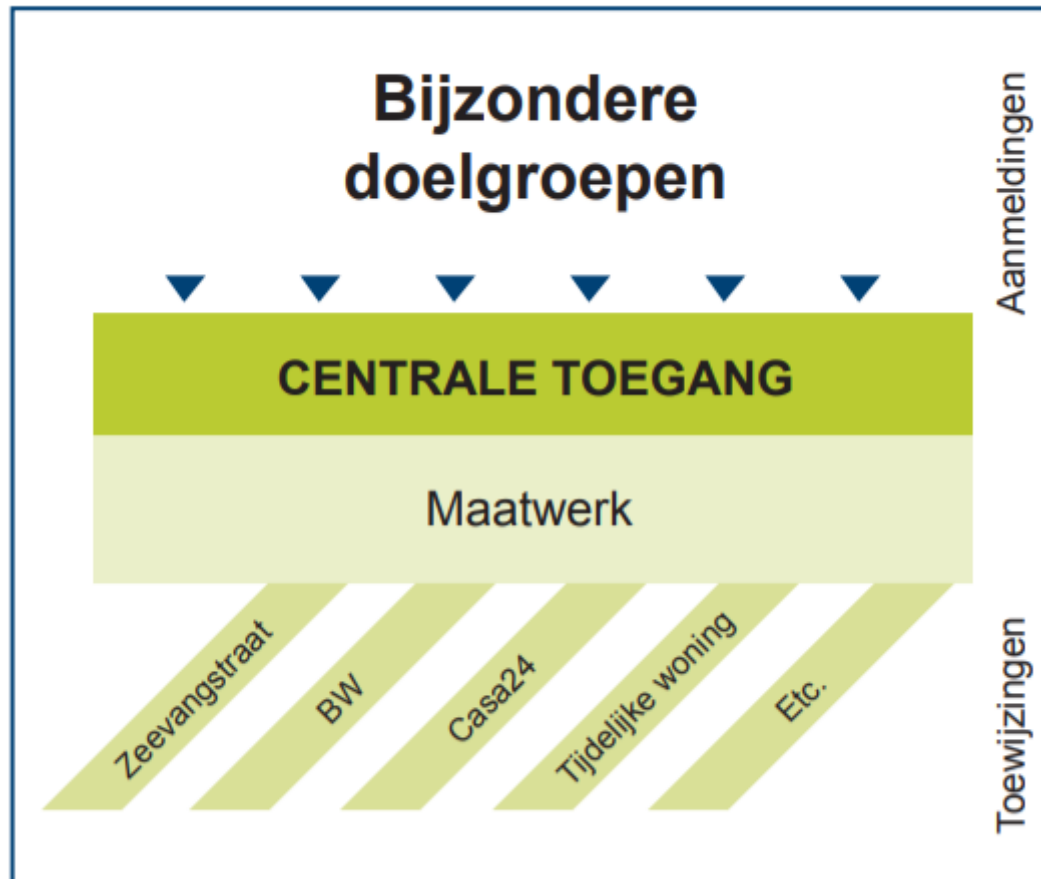 Bijzondere
doelgroepen
Aanmeldingen
CENTRALE TOEGANG
Maatwerk
Zeevangstraat
BW
Casa24
Tijdelijke woning
Etc.
Toewijzingen